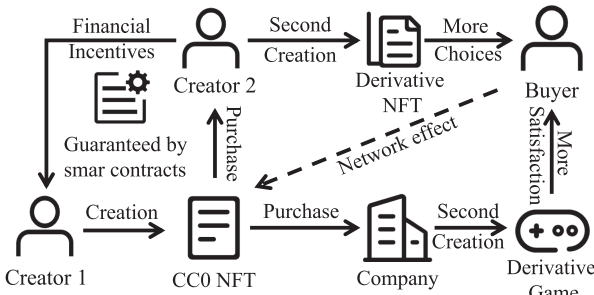 Financial
Incentives
Creator 2
Second
Creation
Derivative
NFT
More
Choices
Buyer
Guaranteed by
smar contracts
Purchase
Network effect
More
Satisfaction
Creator 1
Creation
CC0 NFT
Purchase
Company
Second
Creation
Derivative
Game